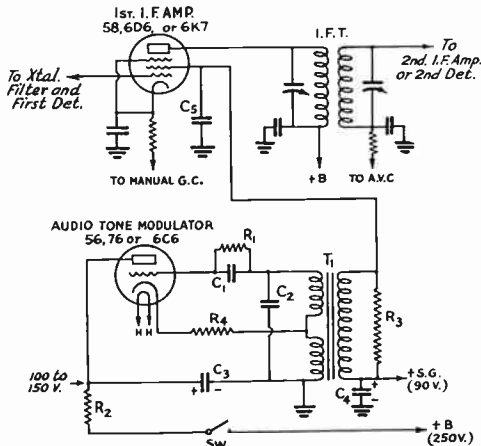 1ST. I.F. AMP.
58, 6D6, or 6K7
I.F.T.
To
2nd. I.F. Amp.
or 2nd Det.
To Xtal.
Filter and
First Det.
C5
TO MANUAL G.C.
+B
TO A.V.C
AUDIO TONE MODULATOR
56, 76 or 6C6
R1
C1
C2
T1
R3
R4
H H
100 to
150 V.
C3
+ -
+
C4
-
+S.G.
(90 V.)
R2
SW
+B
(250V.)